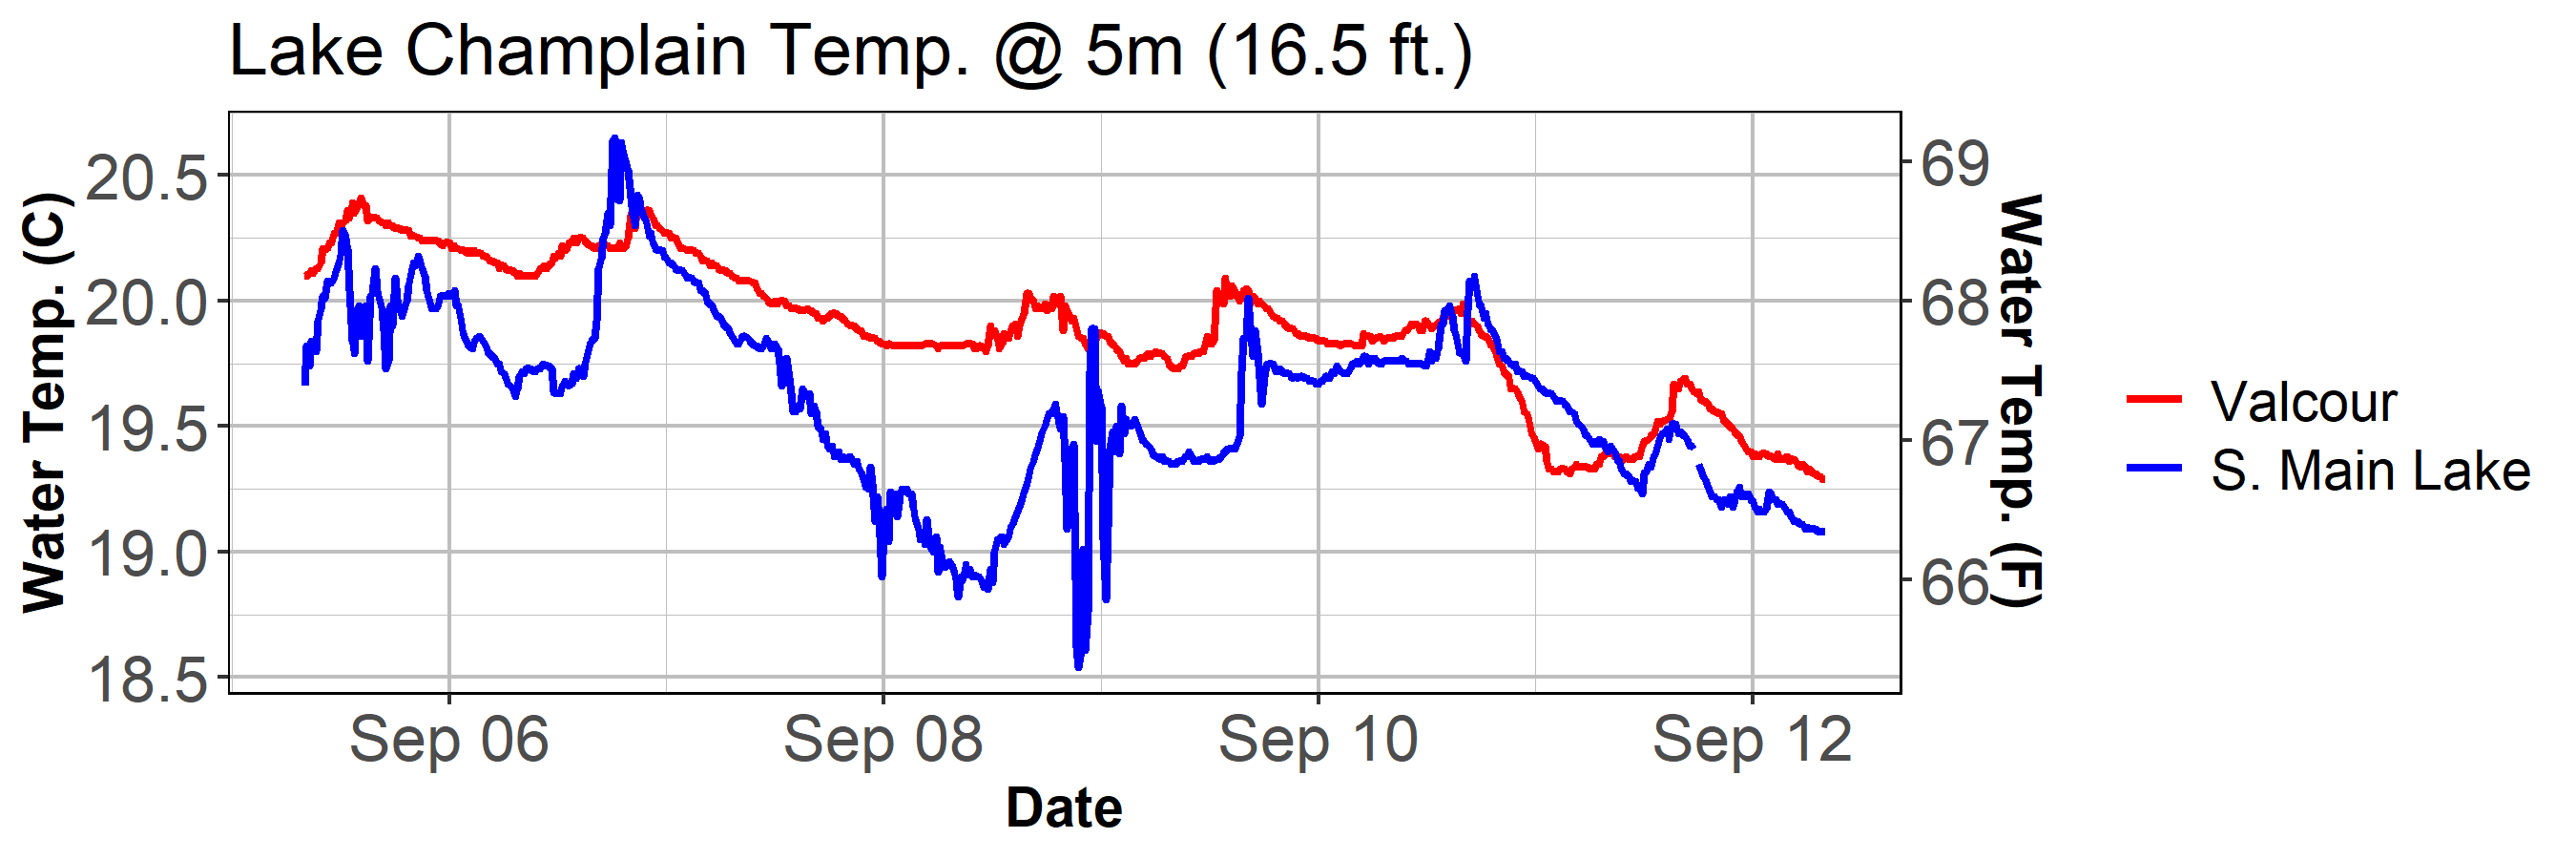 Lake Champlain Temp. @ 5m (16.5 ft.)
Water Temp. (C)
20.5
20.0
19.5
19.0
18.5
69
68
67
66
Water Temp. (F)
Sep 06
Sep 08
Sep 10
Sep 12
Date
Valcour
S. Main Lake